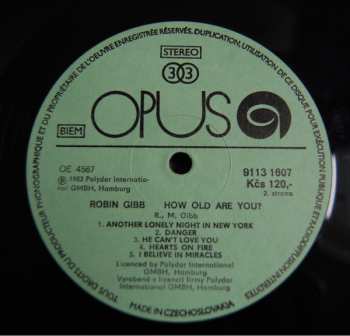 TOUS DROITS DU PRODUCTEUR PHONOGRAPHIQUE ET DU PROPRIÉTAIRE DE L'OEUVRE ENREGISTRÉE RÉSERVÉS. DUPLICATION, UTILISATION DE CE DISQUE POUR EXÉCUTION PUBLIQUE ET RADIODIFFUSION INTERDITES
STEREO
33
OPUS
BIEM
OE 4567
9113 1607
℗ 1983 Polydor Internatio-
nal GMBH, Hamburg
Kčs 120,-
2. strana
ROBIN GIBB HOW OLD ARE YOU?
R., M. Gibb
1. ANOTHER LONELY NIGHT IN NEW YORK
2. DANGER
3. HE CAN'T LOVE YOU
4. HEARTS ON FIRE
5. I BELIEVE IN MIRACLES
Licenced by Polydor International
GMBH, Hamburg
Vyrobené v licenci firmy Polydor
International GMBH, Hamburg
MADE IN CZECHOSLOVAKIA